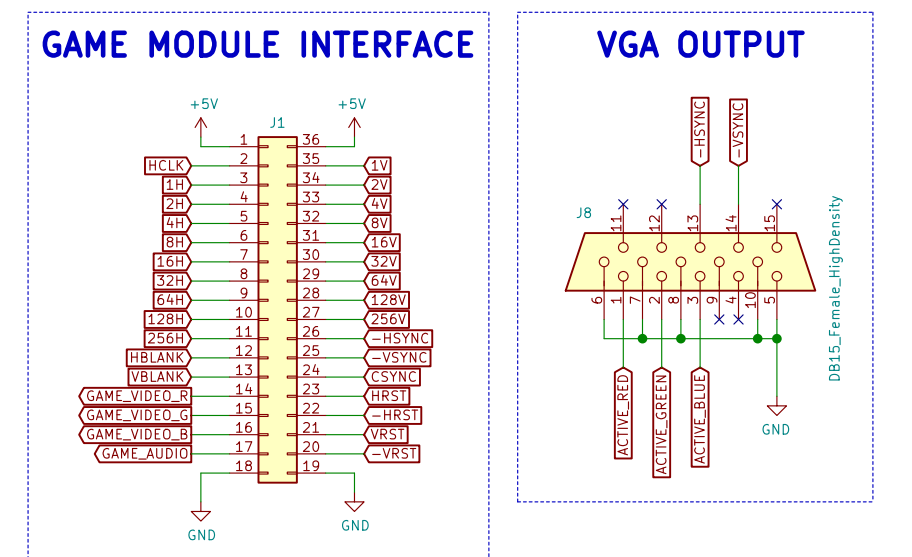 GAME MODULE INTERFACE
+5V +5V
J1
1 36
HCLK 2 35 1V
1H 3 34 2V
2H 4 33 4V
4H 5 32 8V
8H 6 31 16V
16H 7 30 32V
32H 8 29 64V
64H 9 28 128V
128H 10 27 256V
256H 11 26 -HSYNC
HBLANK 12 25 -VSYNC
VBLANK 13 24 CSYNC
GAME_VIDEO_R 14 23 HRST
GAME_VIDEO_G 15 22 -HRST
GAME_VIDEO_B 16 21 VRST
GAME_AUDIO 17 20 -VRST
18 19
GND GND
VGA OUTPUT
-HSYNC -VSYNC
J8
11 12 13 14 15
6 1 7 2 8 3 9 4 10 5
DB15_Female_HighDensity
ACTIVE_RED ACTIVE_GREEN ACTIVE_BLUE
GND